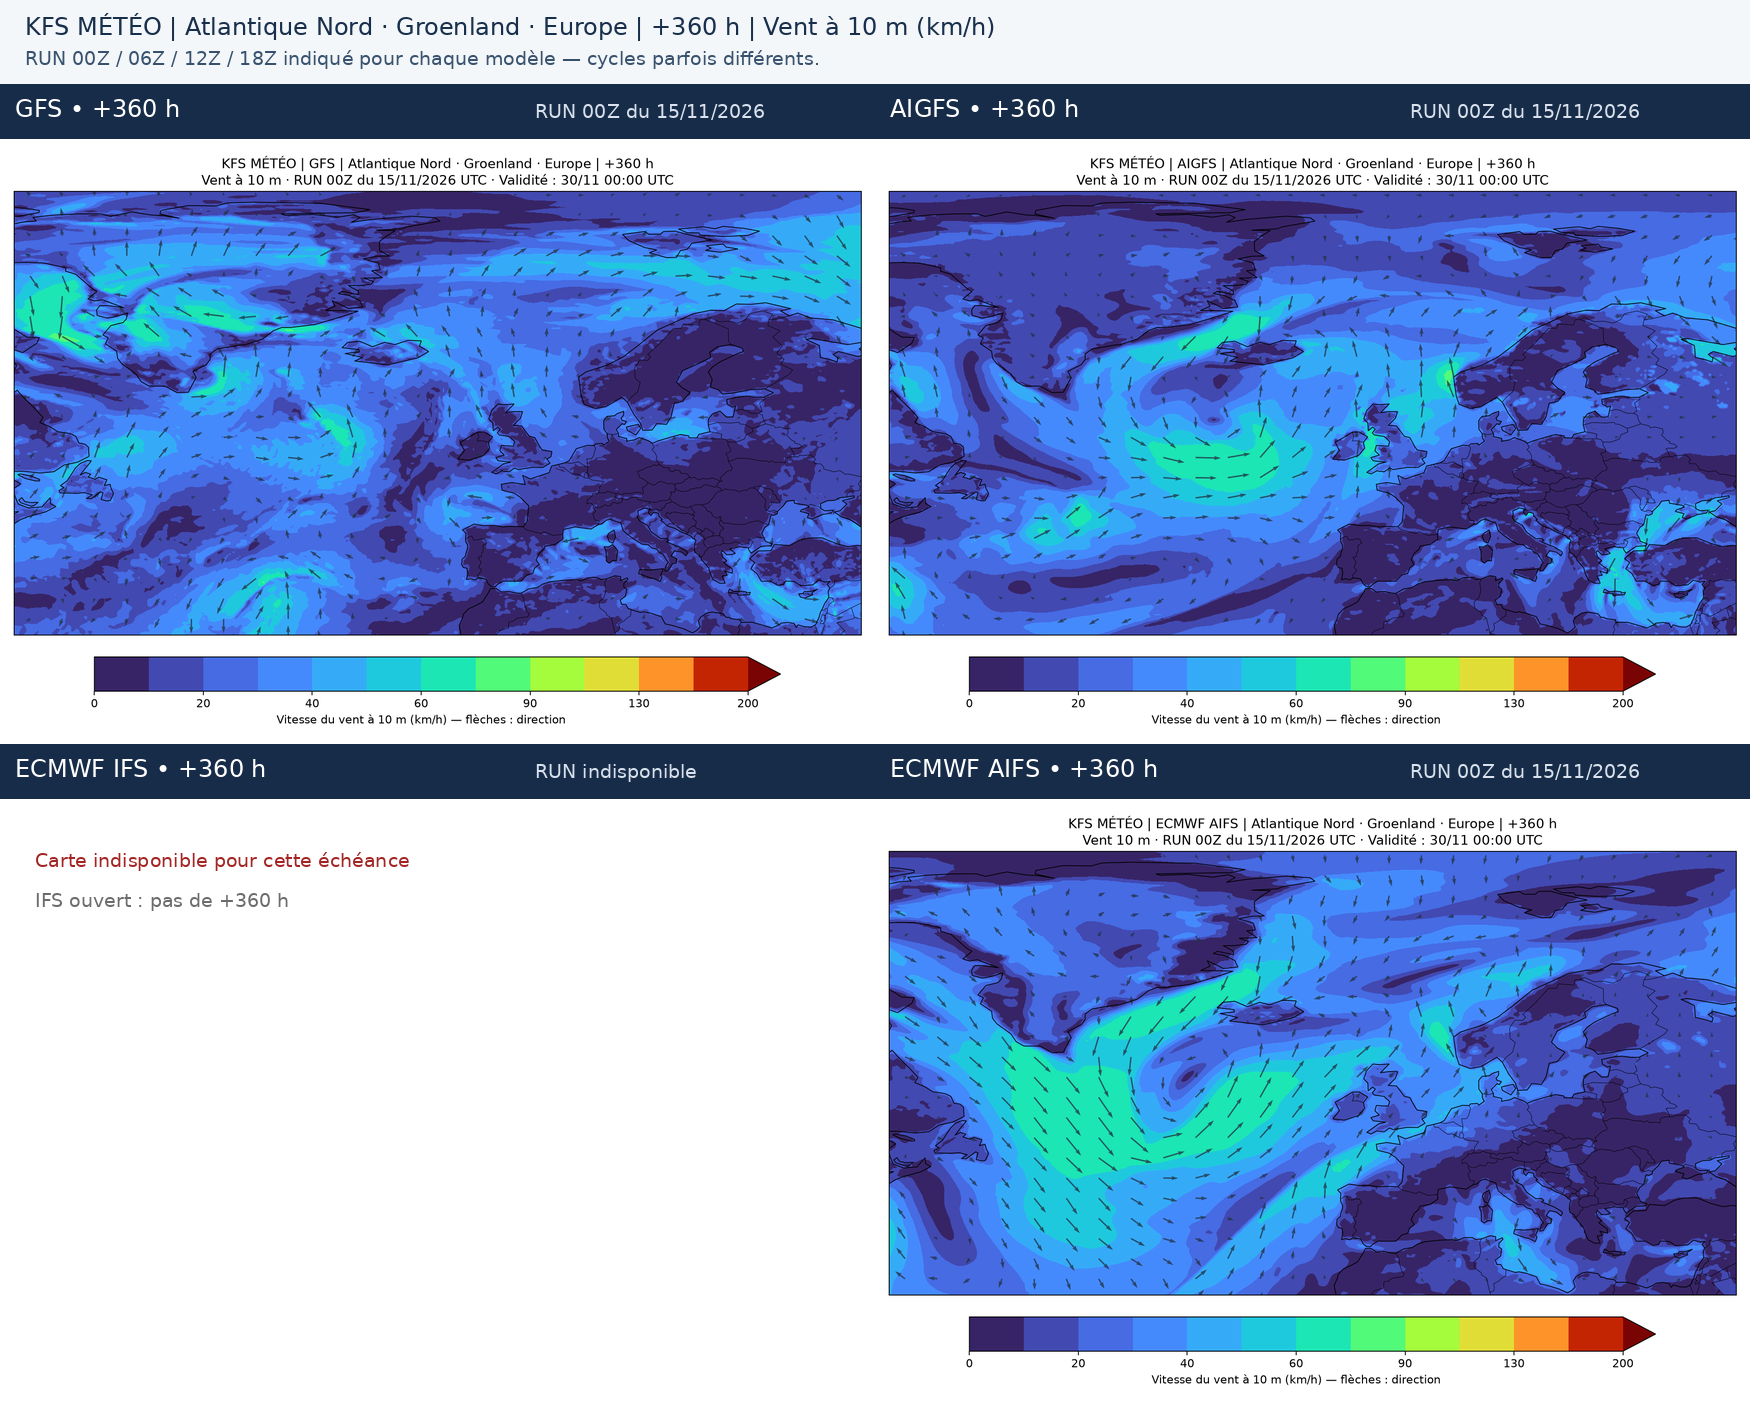 KFS MÉTÉO | Atlantique Nord · Groenland · Europe | +360 h | Vent à 10 m (km/h)
RUN 00Z / 06Z / 12Z / 18Z indiqué pour chaque modèle — cycles parfois différents.
GFS • +360 h
RUN 00Z du 15/11/2026
KFS MÉTÉO | GFS | Atlantique Nord · Groenland · Europe | +360 h
Vent à 10 m · RUN 00Z du 15/11/2026 UTC · Validité : 30/11 00:00 UTC
0 20 40 60 90 130 200
Vitesse du vent à 10 m (km/h) — flèches : direction
AIGFS • +360 h
RUN 00Z du 15/11/2026
KFS MÉTÉO | AIGFS | Atlantique Nord · Groenland · Europe | +360 h
Vent à 10 m · RUN 00Z du 15/11/2026 UTC · Validité : 30/11 00:00 UTC
0 20 40 60 90 130 200
Vitesse du vent à 10 m (km/h) — flèches : direction
ECMWF IFS • +360 h
RUN indisponible
Carte indisponible pour cette échéance
IFS ouvert : pas de +360 h
ECMWF AIFS • +360 h
RUN 00Z du 15/11/2026
KFS MÉTÉO | ECMWF AIFS | Atlantique Nord · Groenland · Europe | +360 h
Vent 10 m · RUN 00Z du 15/11/2026 UTC · Validité : 30/11 00:00 UTC
0 20 40 60 90 130 200
Vitesse du vent à 10 m (km/h) — flèches : direction